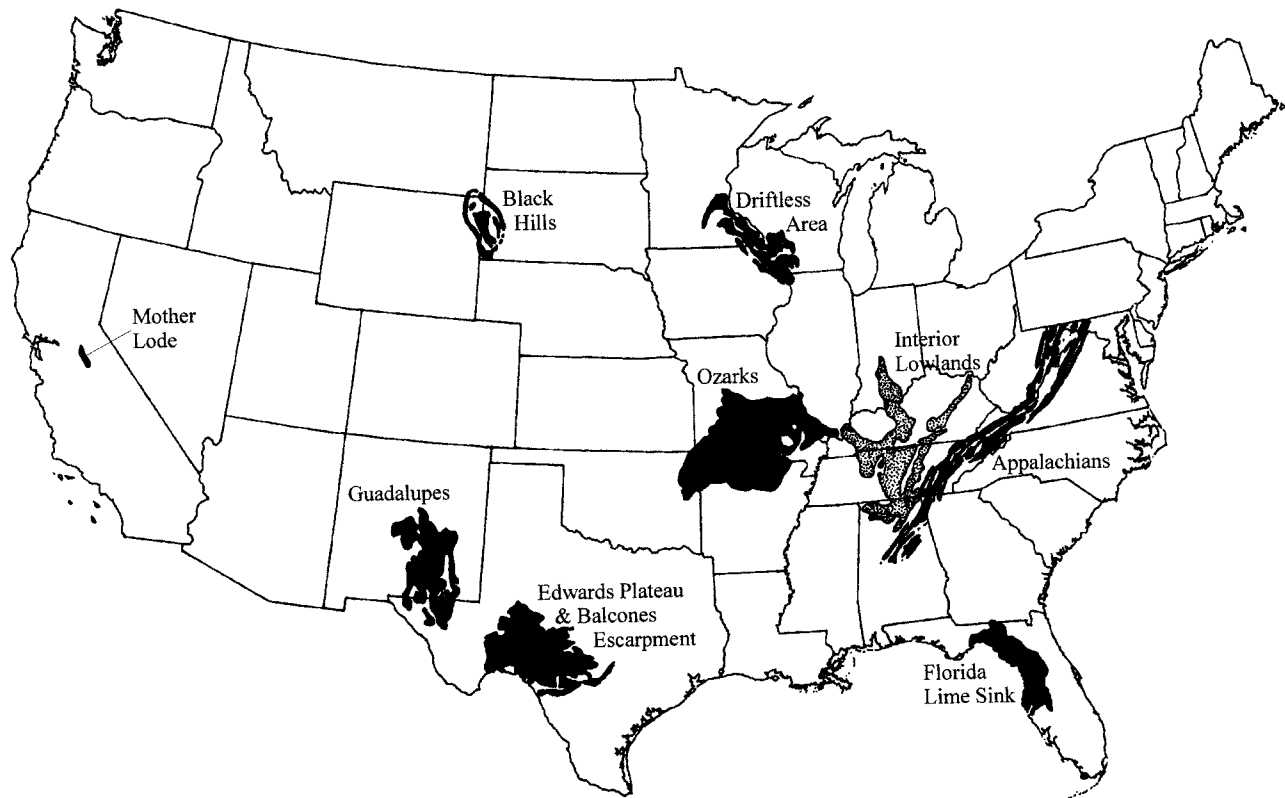 Black
Hills
Driftless
Area
Mother
Lode
Interior
Lowlands
Ozarks
Appalachians
Guadalupes
Edwards Plateau
& Balcones
Escarpment
Florida
Lime Sink